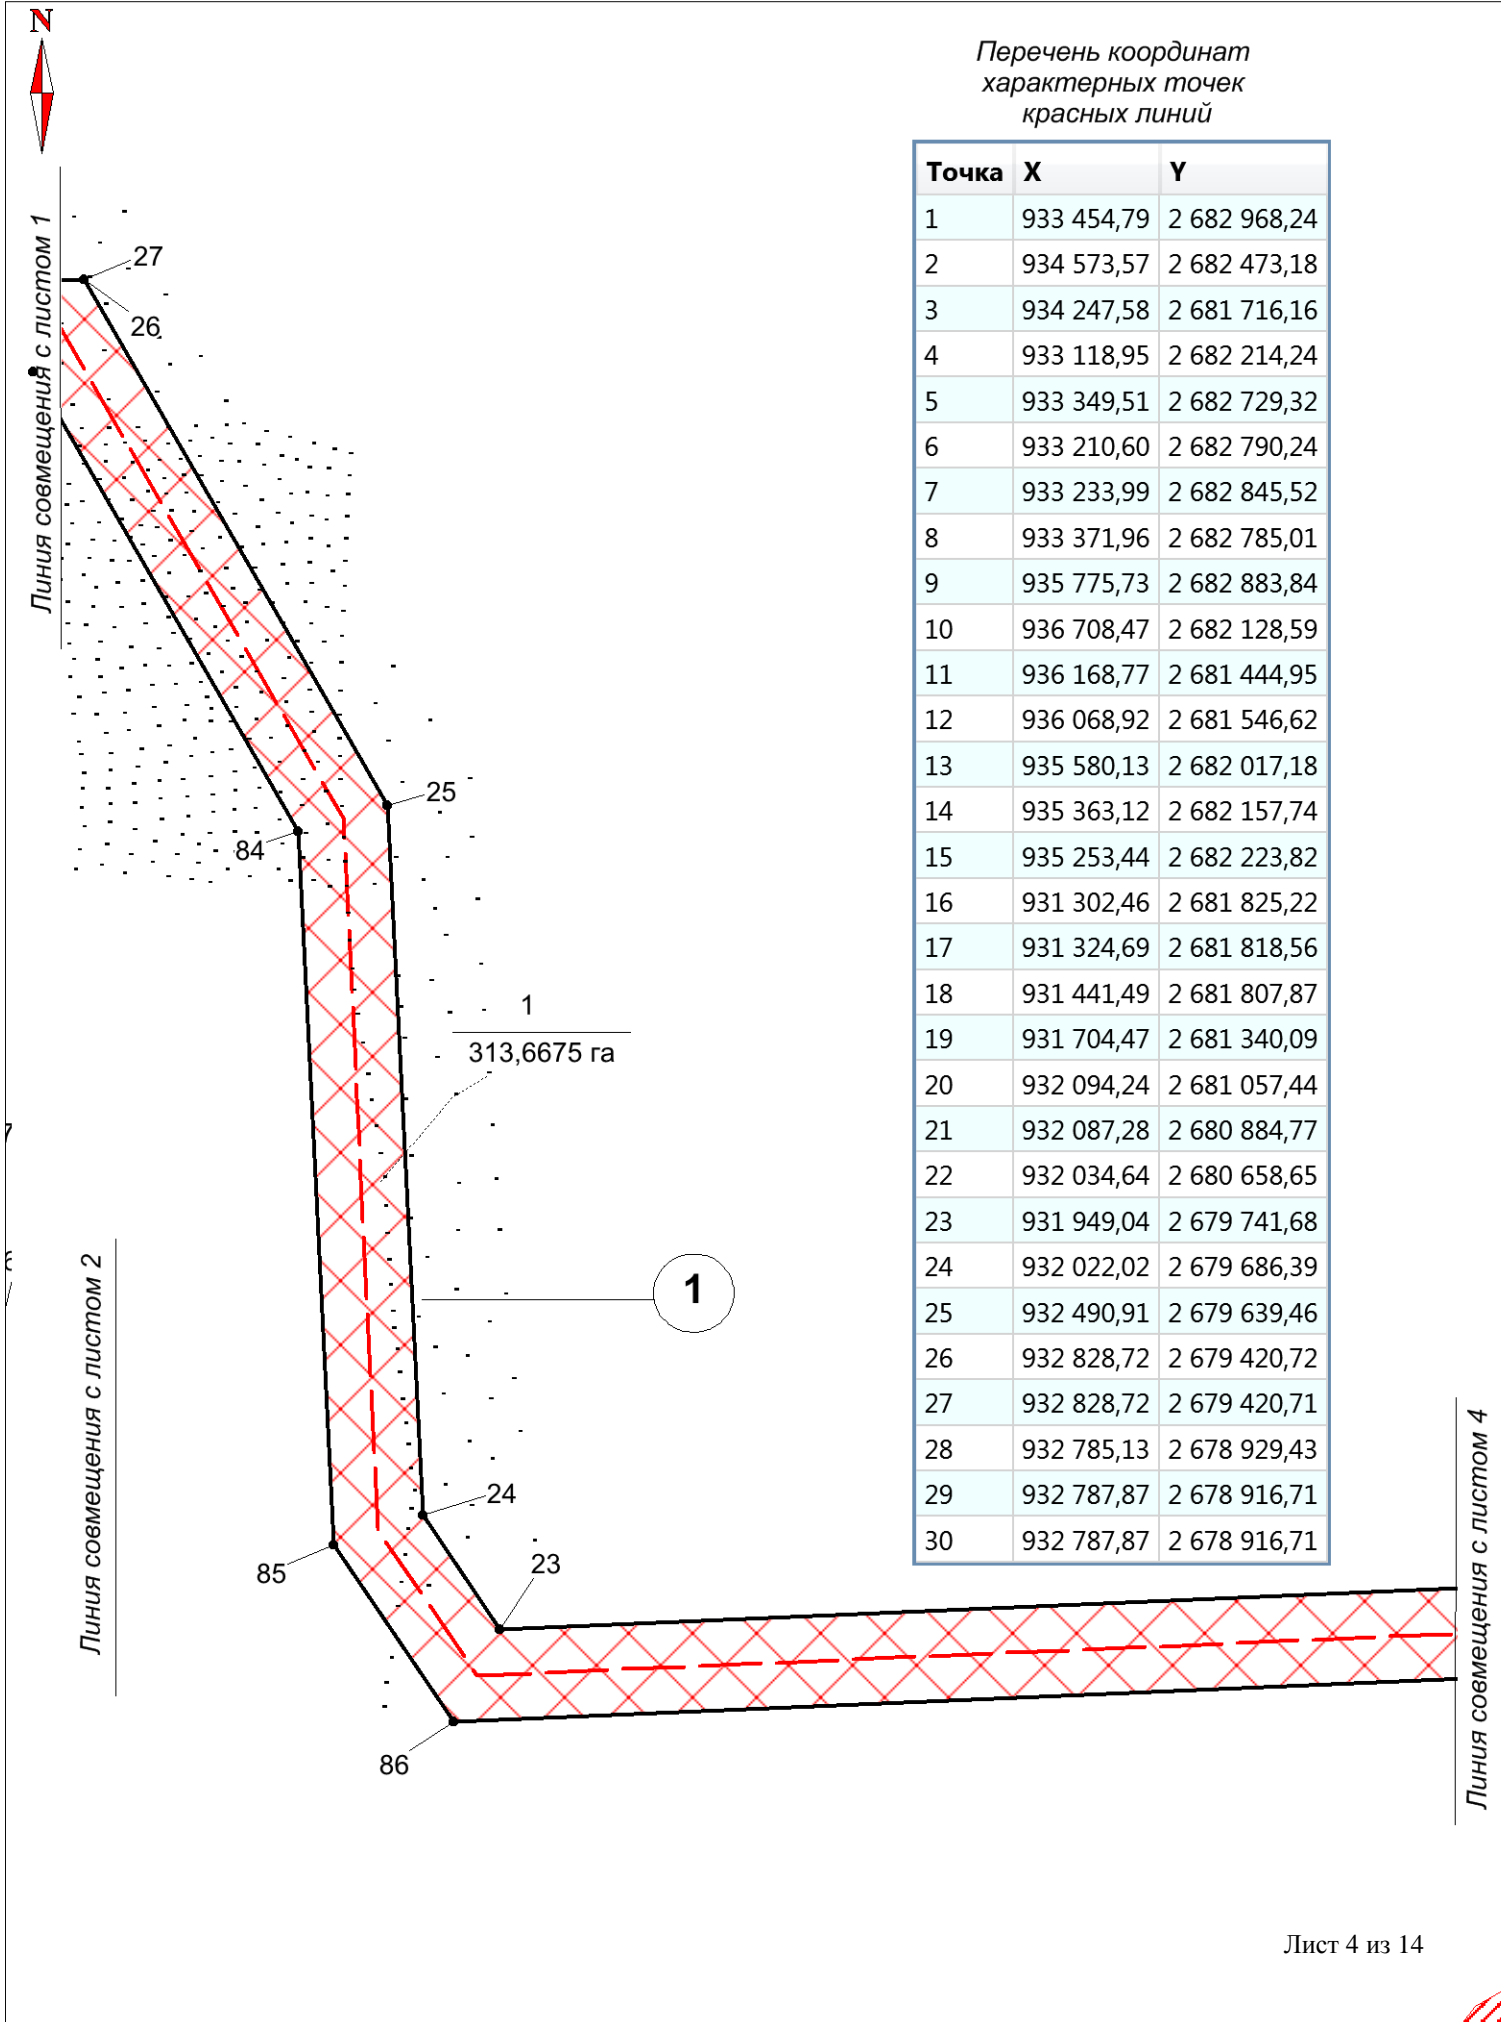 N
Перечень координат
характерных точек
красных линий
Точка X Y
1 933 454,79 2 682 968,24
2 934 573,57 2 682 473,18
3 934 247,58 2 681 716,16
4 933 118,95 2 682 214,24
5 933 349,51 2 682 729,32
6 933 210,60 2 682 790,24
7 933 233,99 2 682 845,52
8 933 371,96 2 682 785,01
9 935 775,73 2 682 883,84
10 936 708,47 2 682 128,59
11 936 168,77 2 681 444,95
12 936 068,92 2 681 546,62
13 935 580,13 2 682 017,18
14 935 363,12 2 682 157,74
15 935 253,44 2 682 223,82
16 931 302,46 2 681 825,22
17 931 324,69 2 681 818,56
18 931 441,49 2 681 807,87
19 931 704,47 2 681 340,09
20 932 094,24 2 681 057,44
21 932 087,28 2 680 884,77
22 932 034,64 2 680 658,65
23 931 949,04 2 679 741,68
24 932 022,02 2 679 686,39
25 932 490,91 2 679 639,46
26 932 828,72 2 679 420,72
27 932 828,72 2 679 420,71
28 932 785,13 2 678 929,43
29 932 787,87 2 678 916,71
30 932 787,87 2 678 916,71
Линия совмещения с листом 1
27
26
25
84
1
313,6675 га
1
Линия совмещения с листом 2
24
23
85
86
Линия совмещения с листом 4
Лист 4 из 14